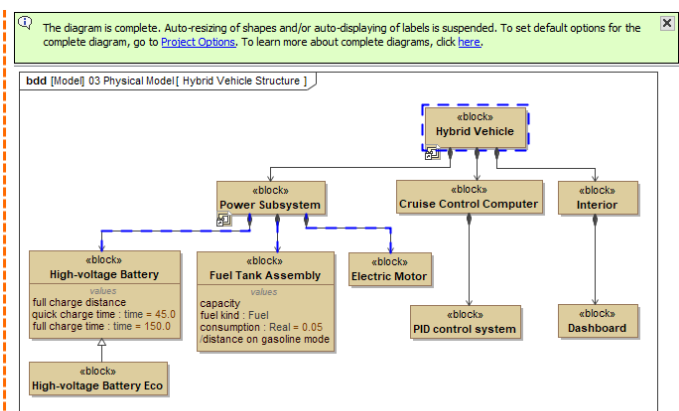 The diagram is complete. Auto-resizing of shapes and/or auto-displaying of labels is suspended. To set default options for the
complete diagram, go to Project Options. To learn more about complete diagrams, click here.
bdd [Model] 03 Physical Model[ Hybrid Vehicle Structure ]
«block»
Hybrid Vehicle
«block»
Power Subsystem
«block»
Cruise Control Computer
«block»
Interior
«block»
High-voltage Battery
values
full charge distance
quick charge time : time = 45.0
full charge time : time = 150.0
«block»
Fuel Tank Assembly
values
capacity
fuel kind : Fuel
consumption : Real = 0.05
/distance on gasoline mode
«block»
Electric Motor
«block»
PID control system
«block»
Dashboard
«block»
High-voltage Battery Eco